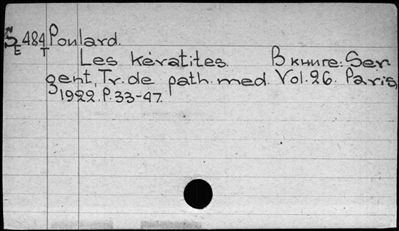 S 484 Poulard.
E T
Les kératites. В книге: Ser
gent, Tr. de path. med. Vol. 26. Paris,
1922. P. 33-47.